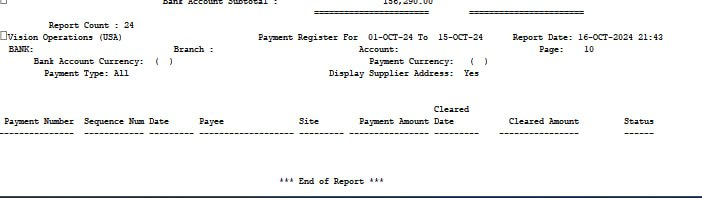 Bank Account Subtotal : 156,290.00
============================ ============================
Report Count : 24
Vision Operations (USA) Payment Register For 01-OCT-24 To 15-OCT-24 Report Date: 16-OCT-2024 21:43
BANK: Branch : Account: Page: 10
Bank Account Currency: ( ) Payment Currency: ( )
Payment Type: All Display Supplier Address: Yes
Cleared
Payment Number Sequence Num Date Payee Site Payment Amount Date Cleared Amount Status
--------------- ------------ --------- ------------------- --------- -------------- --------- ---------------- ------
*** End of Report ***